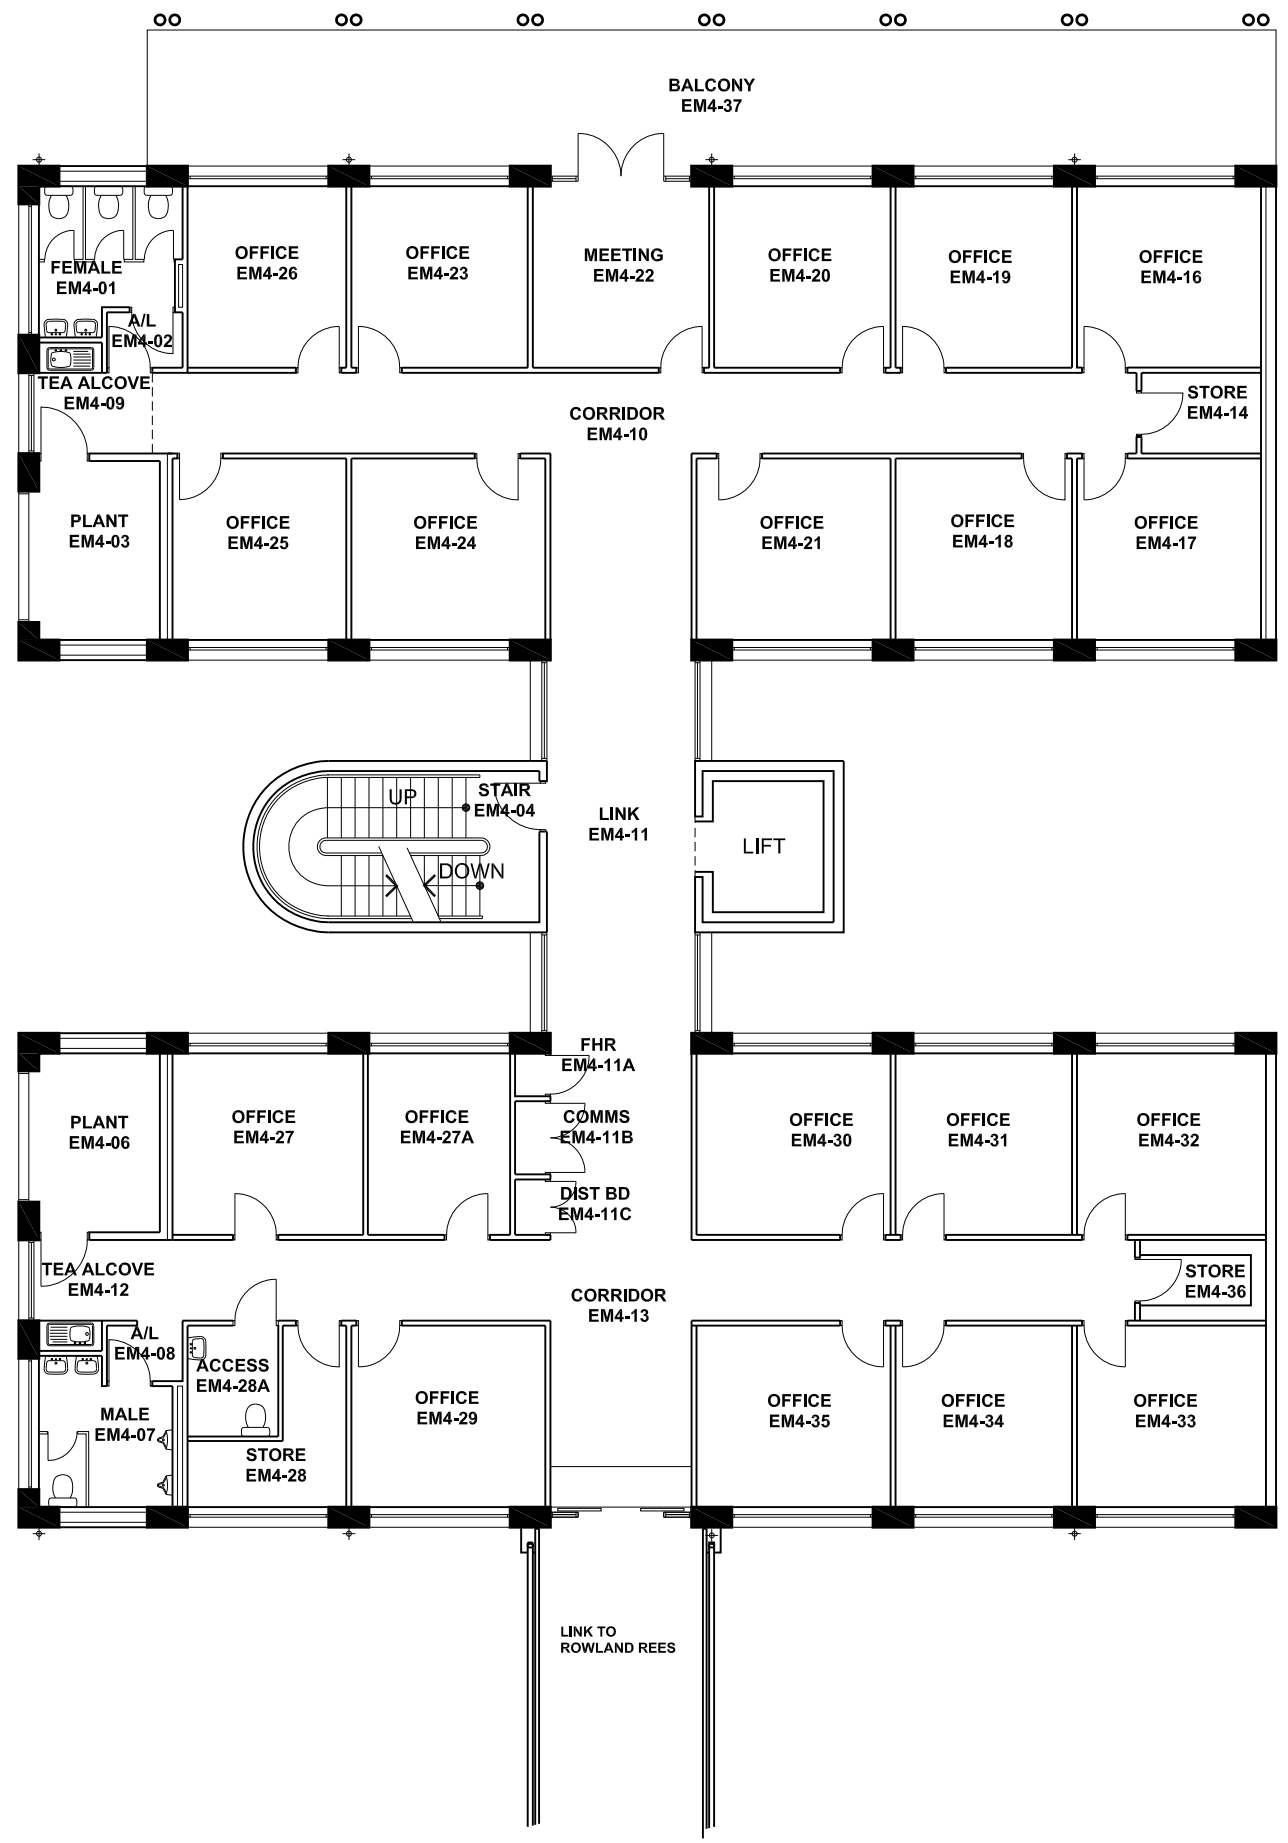 BALCONY
EM4-37
OFFICE
EM4-26
OFFICE
EM4-23
MEETING
EM4-22
OFFICE
EM4-20
OFFICE
EM4-19
OFFICE
EM4-16
FEMALE
EM4-01
A/L
EM4-02
TEA ALCOVE
EM4-09
CORRIDOR
EM4-10
STORE
EM4-14
PLANT
EM4-03
OFFICE
EM4-25
OFFICE
EM4-24
OFFICE
EM4-21
OFFICE
EM4-18
OFFICE
EM4-17
UP
STAIR
EM4-04
DOWN
LINK
EM4-11
LIFT
FHR
EM4-11A
COMMS
EM4-11B
DIST BD
EM4-11C
PLANT
EM4-06
OFFICE
EM4-27
OFFICE
EM4-27A
OFFICE
EM4-30
OFFICE
EM4-31
OFFICE
EM4-32
TEA ALCOVE
EM4-12
CORRIDOR
EM4-13
STORE
EM4-36
A/L
EM4-08
ACCESS
EM4-28A
MALE
EM4-07
STORE
EM4-28
OFFICE
EM4-29
OFFICE
EM4-35
OFFICE
EM4-34
OFFICE
EM4-33
LINK TO
ROWLAND REES